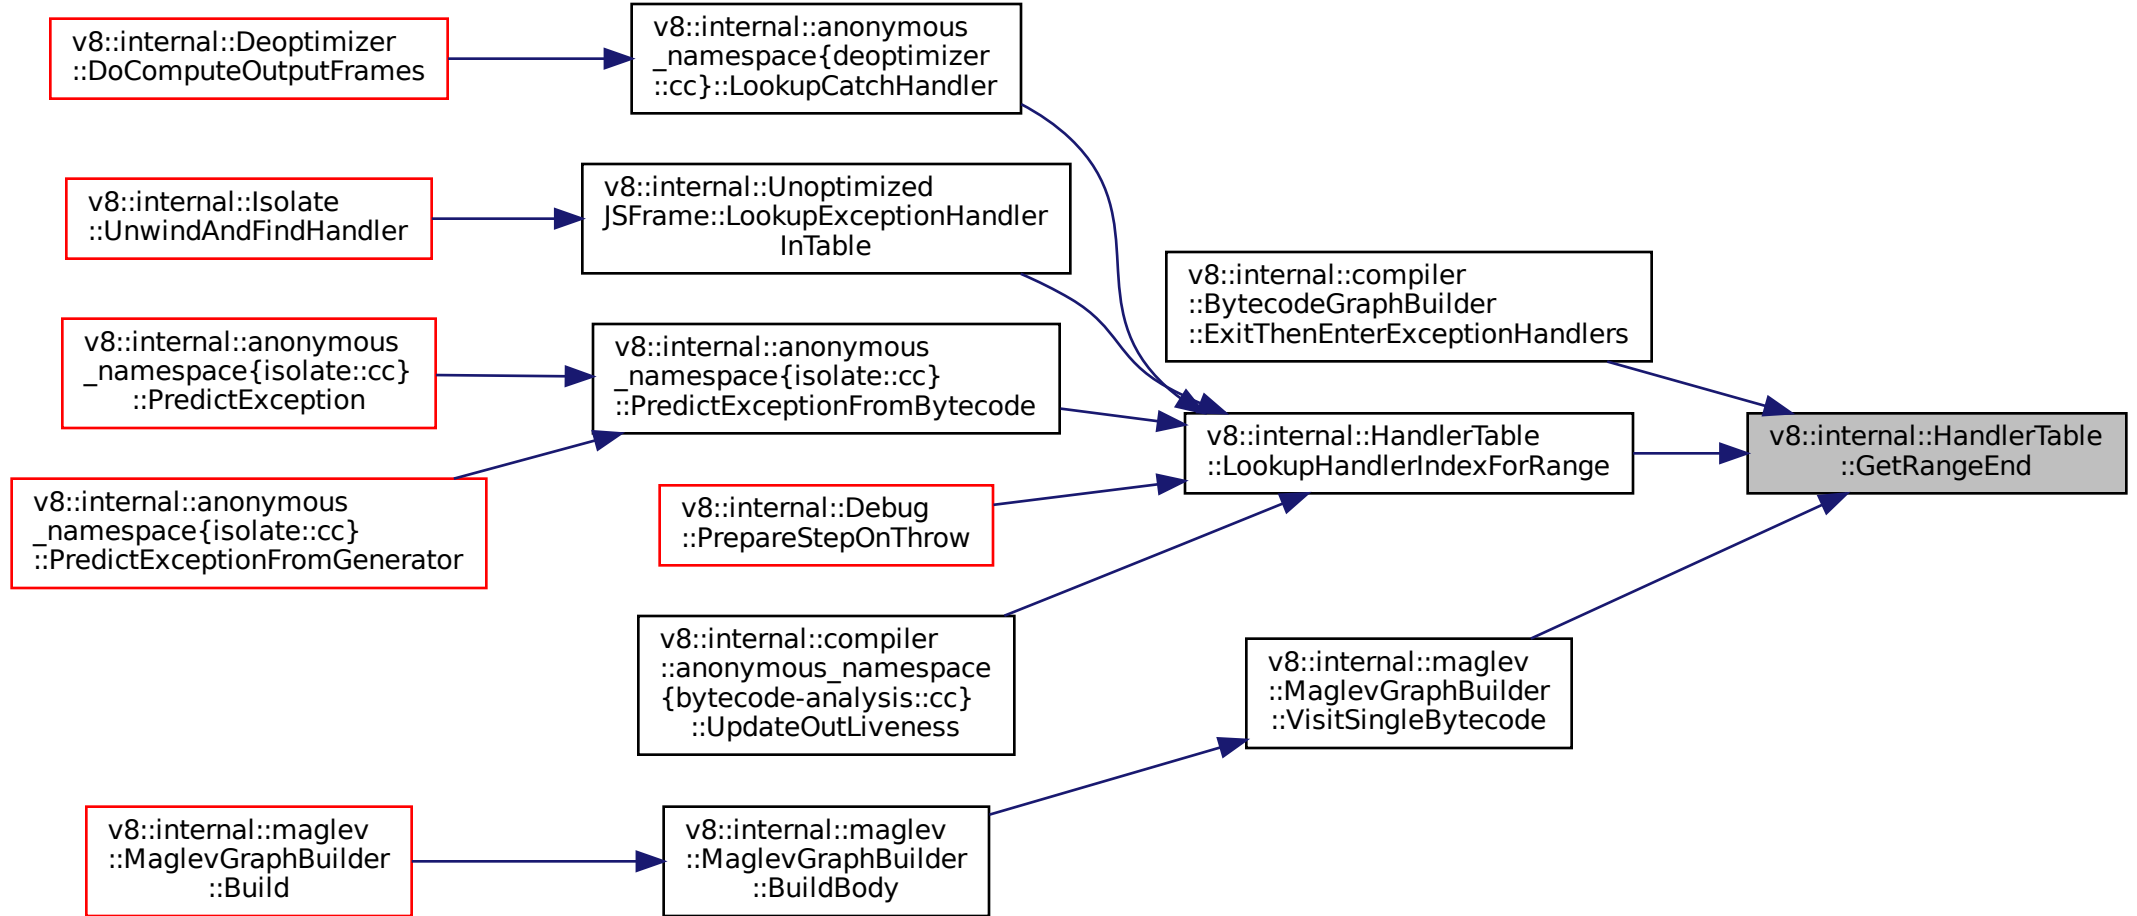 v8::internal::Deoptimizer
::DoComputeOutputFrames
v8::internal::anonymous
_namespace{deoptimizer
::cc}::LookupCatchHandler
v8::internal::Isolate
::UnwindAndFindHandler
v8::internal::Unoptimized
JSFrame::LookupExceptionHandler
InTable
v8::internal::compiler
::BytecodeGraphBuilder
::ExitThenEnterExceptionHandlers
v8::internal::anonymous
_namespace{isolate::cc}
::PredictException
v8::internal::anonymous
_namespace{isolate::cc}
::PredictExceptionFromBytecode
v8::internal::HandlerTable
::LookupHandlerIndexForRange
v8::internal::HandlerTable
::GetRangeEnd
v8::internal::anonymous
_namespace{isolate::cc}
::PredictExceptionFromGenerator
v8::internal::Debug
::PrepareStepOnThrow
v8::internal::compiler
::anonymous_namespace
{bytecode-analysis::cc}
::UpdateOutLiveness
v8::internal::maglev
::MaglevGraphBuilder
::VisitSingleBytecode
v8::internal::maglev
::MaglevGraphBuilder
::Build
v8::internal::maglev
::MaglevGraphBuilder
::BuildBody